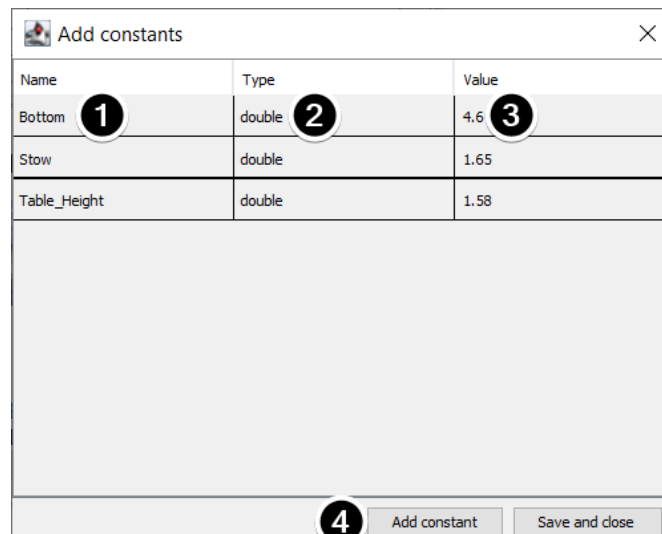 Add constants
Name Type Value
Bottom 1 double 2 4.6 3
Stow double 1.65
Table_Height double 1.58
4 Add constant Save and close